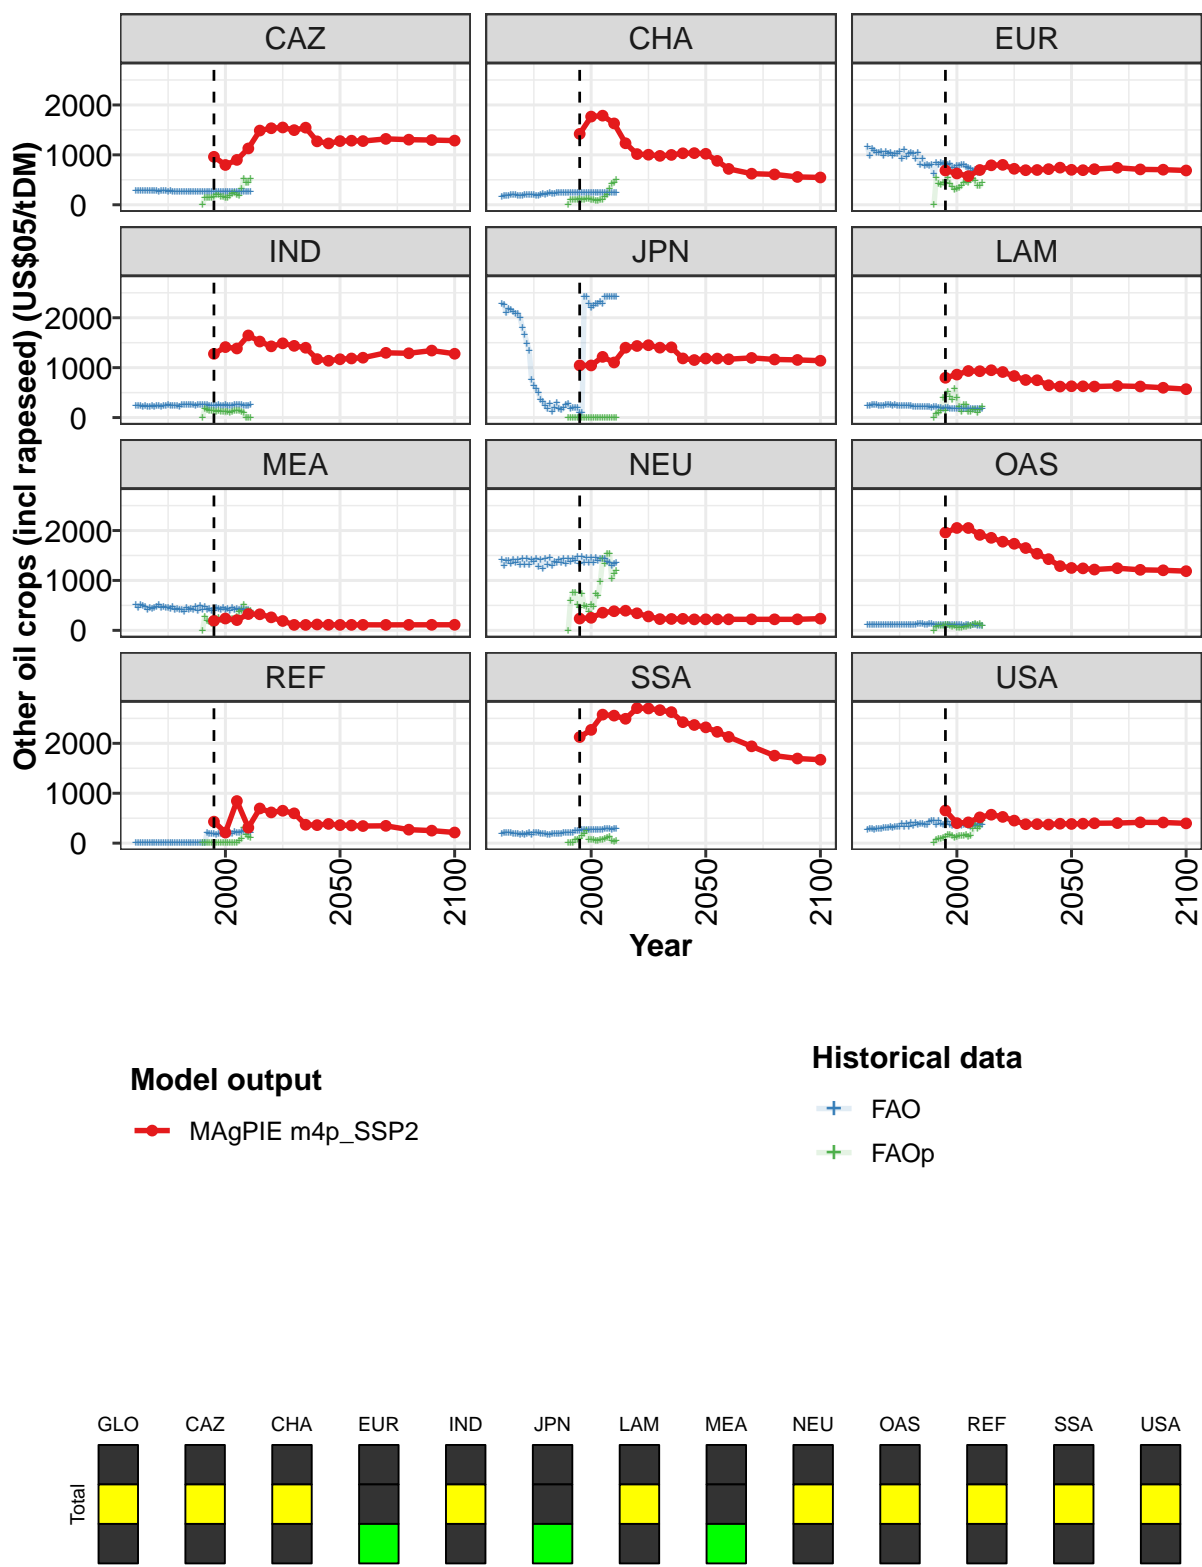 CAZ CHA EUR
2000
1000
0
IND JPN LAM
2000
1000
0
MEA NEU OAS
2000
1000
0
REF SSA USA
2000
1000
0
2000 2050 2100 2000 2050 2100 2000 2050 2100
Other oil crops (incl rapeseed) (US$05/tDM)
Year
Model output
MAgPIE m4p_SSP2
Historical data
FAO
FAOp
GLO CAZ CHA EUR IND JPN LAM MEA NEU OAS REF SSA USA
Total